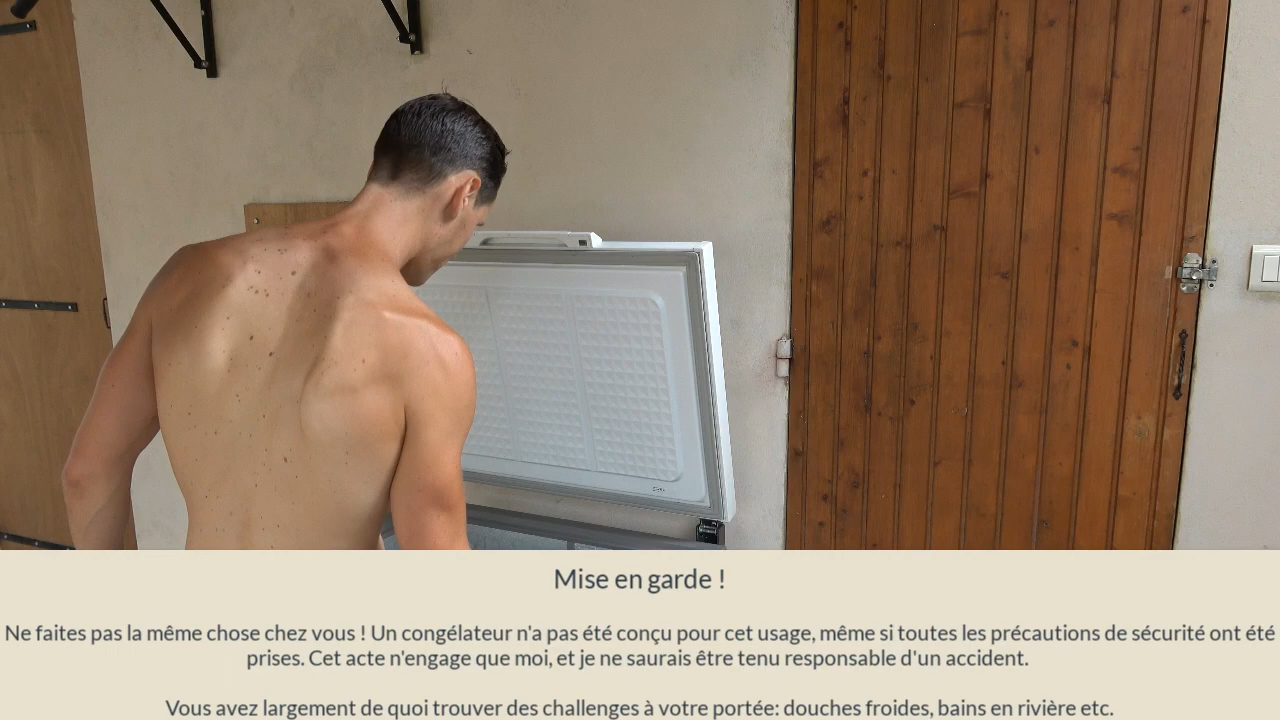 Mise en garde !
Ne faites pas la même chose chez vous ! Un congélateur n'a pas été conçu pour cet usage, même si toutes les précautions de sécurité ont été
prises. Cet acte n'engage que moi, et je ne saurais être tenu responsable d'un accident.
Vous avez largement de quoi trouver des challenges à votre portée: douches froides, bains en rivière etc.